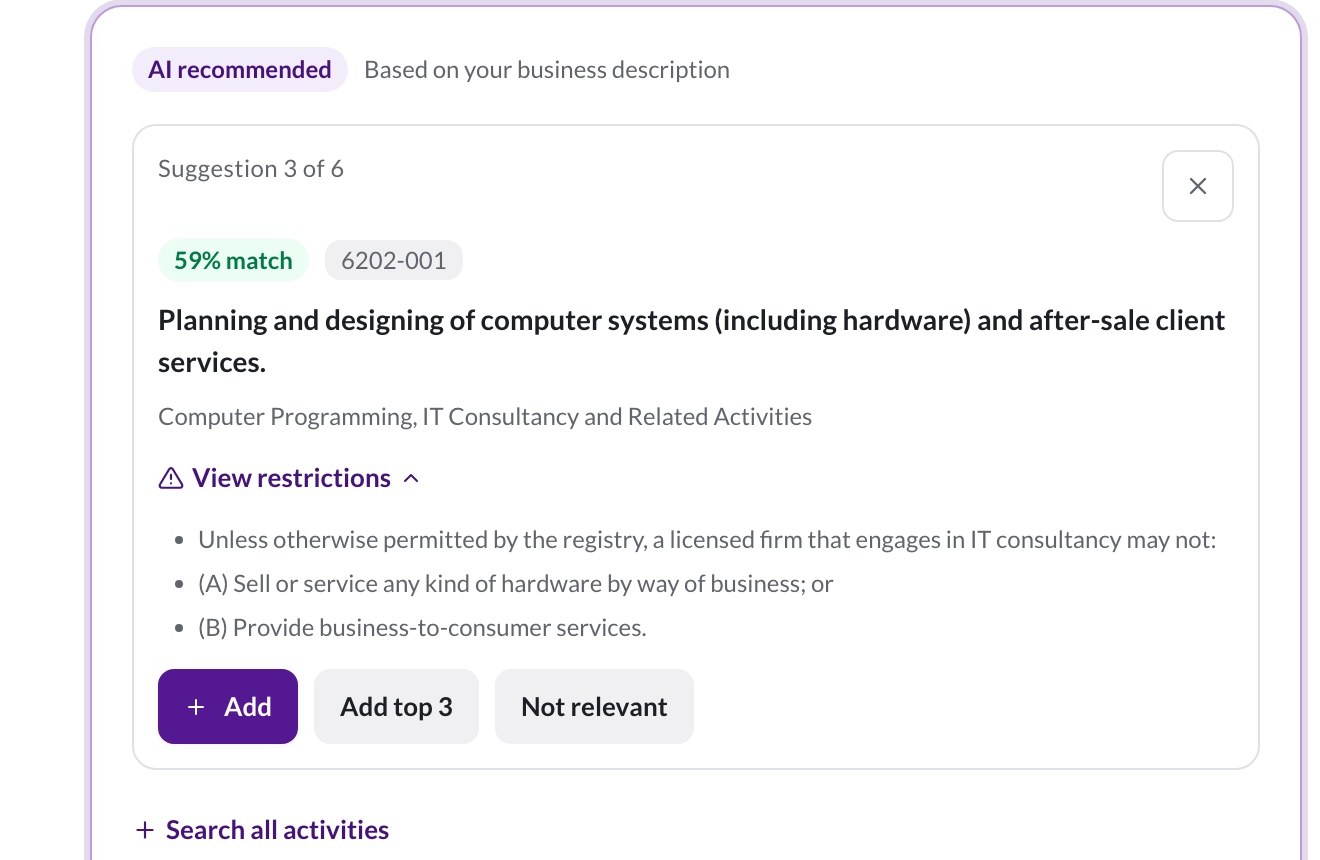 AI recommended Based on your business description
Suggestion 3 of 6
59% match 6202-001
Planning and designing of computer systems (including hardware) and after-sale client
services.
Computer Programming, IT Consultancy and Related Activities
View restrictions
• Unless otherwise permitted by the registry, a licensed firm that engages in IT consultancy may not:
• (A) Sell or service any kind of hardware by way of business; or
• (B) Provide business-to-consumer services.
+ Add Add top 3 Not relevant
+ Search all activities